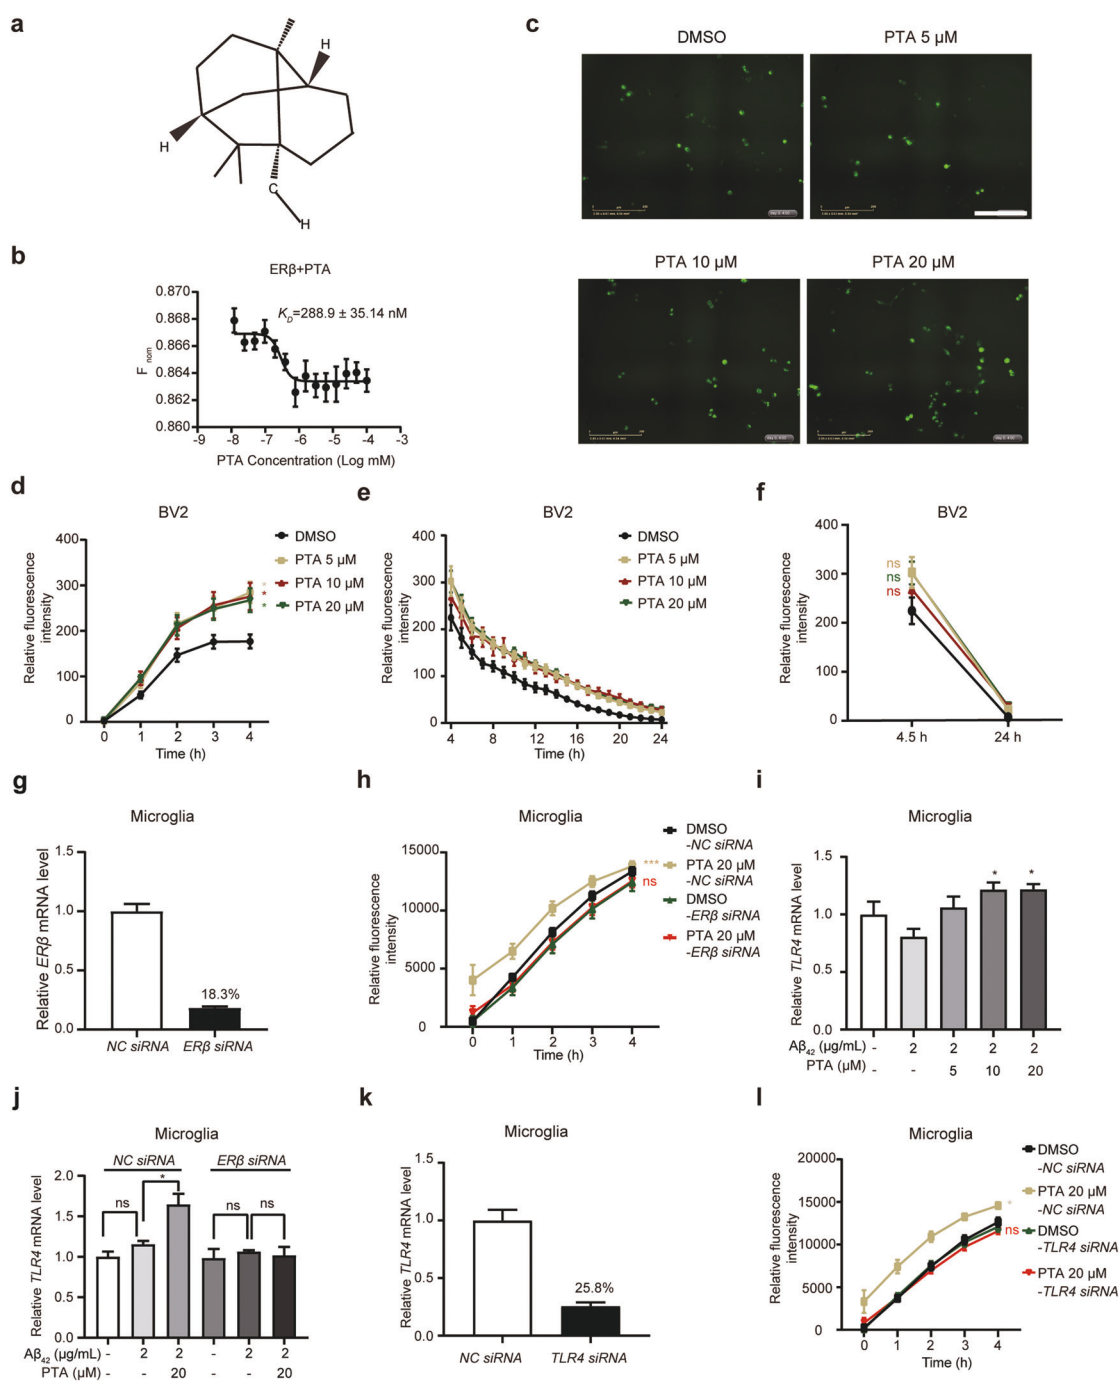 a
H
H
C
H
b
ERβ+PTA
K_D=288.9 ± 35.14 nM
0.870
0.868
0.866
0.864
0.862
0.860
F_nom
-9 -8 -7 -6 -5 -4 -3
PTA Concentration (Log mM)
c
DMSO
PTA 5 µM
PTA 10 µM
PTA 20 µM
d
BV2
Relative fluorescence
intensity
400
300
200
100
0
0 1 2 3 4
Time (h)
DMSO
PTA 5 µM
PTA 10 µM
PTA 20 µM
*
*
*
e
BV2
Relative fluorescence
intensity
400
300
200
100
0
4 8 12 16 20 24
Time (h)
DMSO
PTA 5 µM
PTA 10 µM
PTA 20 µM
f
BV2
Relative fluorescence
intensity
400
300
200
100
0
ns
ns
ns
4.5 h 24 h
g
Microglia
Relative ERβ mRNA level
1.5
1.0
0.5
0.0
18.3%
NC siRNA ERβ siRNA
h
Microglia
Relative fluorescence
intensity
15000
10000
5000
0
0 1 2 3 4
Time (h)
***
ns
DMSO
-NC siRNA
PTA 20 µM
-NC siRNA
DMSO
-ERβ siRNA
PTA 20 µM
-ERβ siRNA
i
Microglia
Relative TLR4 mRNA level
1.5
1.0
0.5
0.0
* *
Aβ₄₂ (µg/mL) - 2 2 2 2
PTA (µM) - - 5 10 20
j
Microglia
NC siRNA ERβ siRNA
Relative TLR4 mRNA level
2.0
1.5
1.0
0.5
0.0
ns * ns ns
Aβ₄₂ (µg/mL) - 2 2 - 2 2
PTA (µM) - - 20 - - 20
k
Microglia
Relative TLR4 mRNA level
1.5
1.0
0.5
0.0
25.8%
NC siRNA TLR4 siRNA
l
Microglia
Relative fluorescence
intensity
20000
15000
10000
5000
0
0 1 2 3 4
Time (h)
*
ns
DMSO
-NC siRNA
PTA 20 µM
-NC siRNA
DMSO
-TLR4 siRNA
PTA 20 µM
-TLR4 siRNA